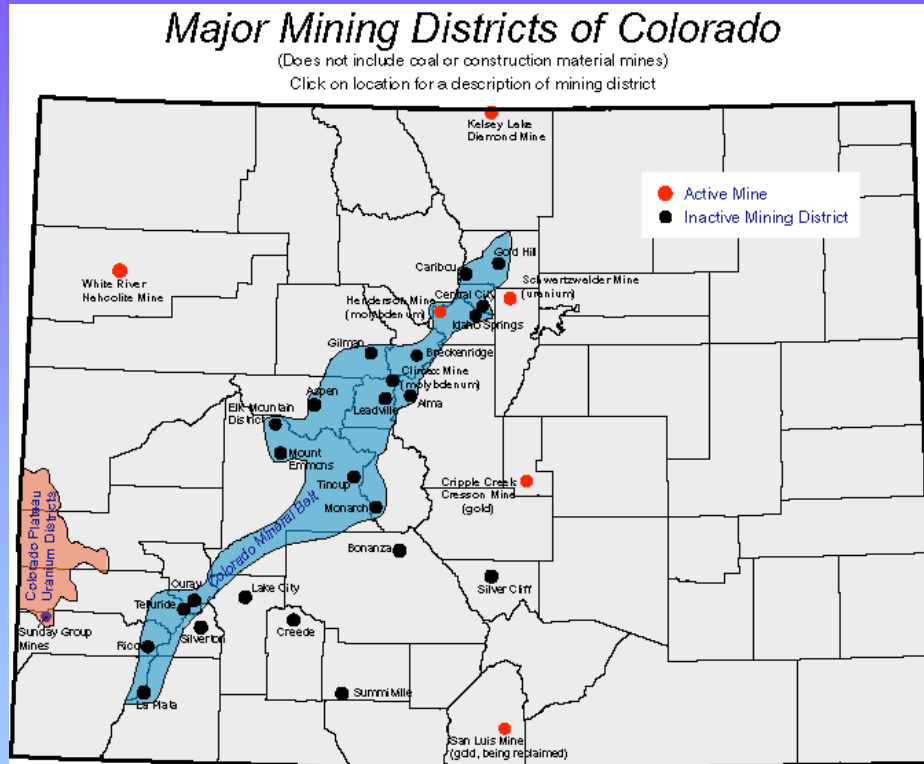 Major Mining Districts of Colorado
(Does not include coal or construction material mines)
Click on location for a description of mining district
Kelsey Lake
Diamond Mine
Active Mine
Inactive Mining District
Gold Hill
Caribou
White River
Nahcolite Mine
Schwartzwalder Mine
(uranium)
Central City
Henderson Mine
(molybdenum)
Idaho Springs
Gilman
Breckenridge
Climax Mine
(molybdenum)
Aspen
Leadville
Alma
Elk Mountain
District
Mount
Emmons
Tincup
Cripple Creek
Cresson Mine
(gold)
Monarch
Colorado Mineral Belt
Colorado Plateau
Uranium Districts
Bonanza
Silver Cliff
Ouray
Lake City
Telluride
Creede
Silverton
Sunday Group
Mines
Rico
La Plata
Summitville
San Luis Mine
(gold, being reclaimed)